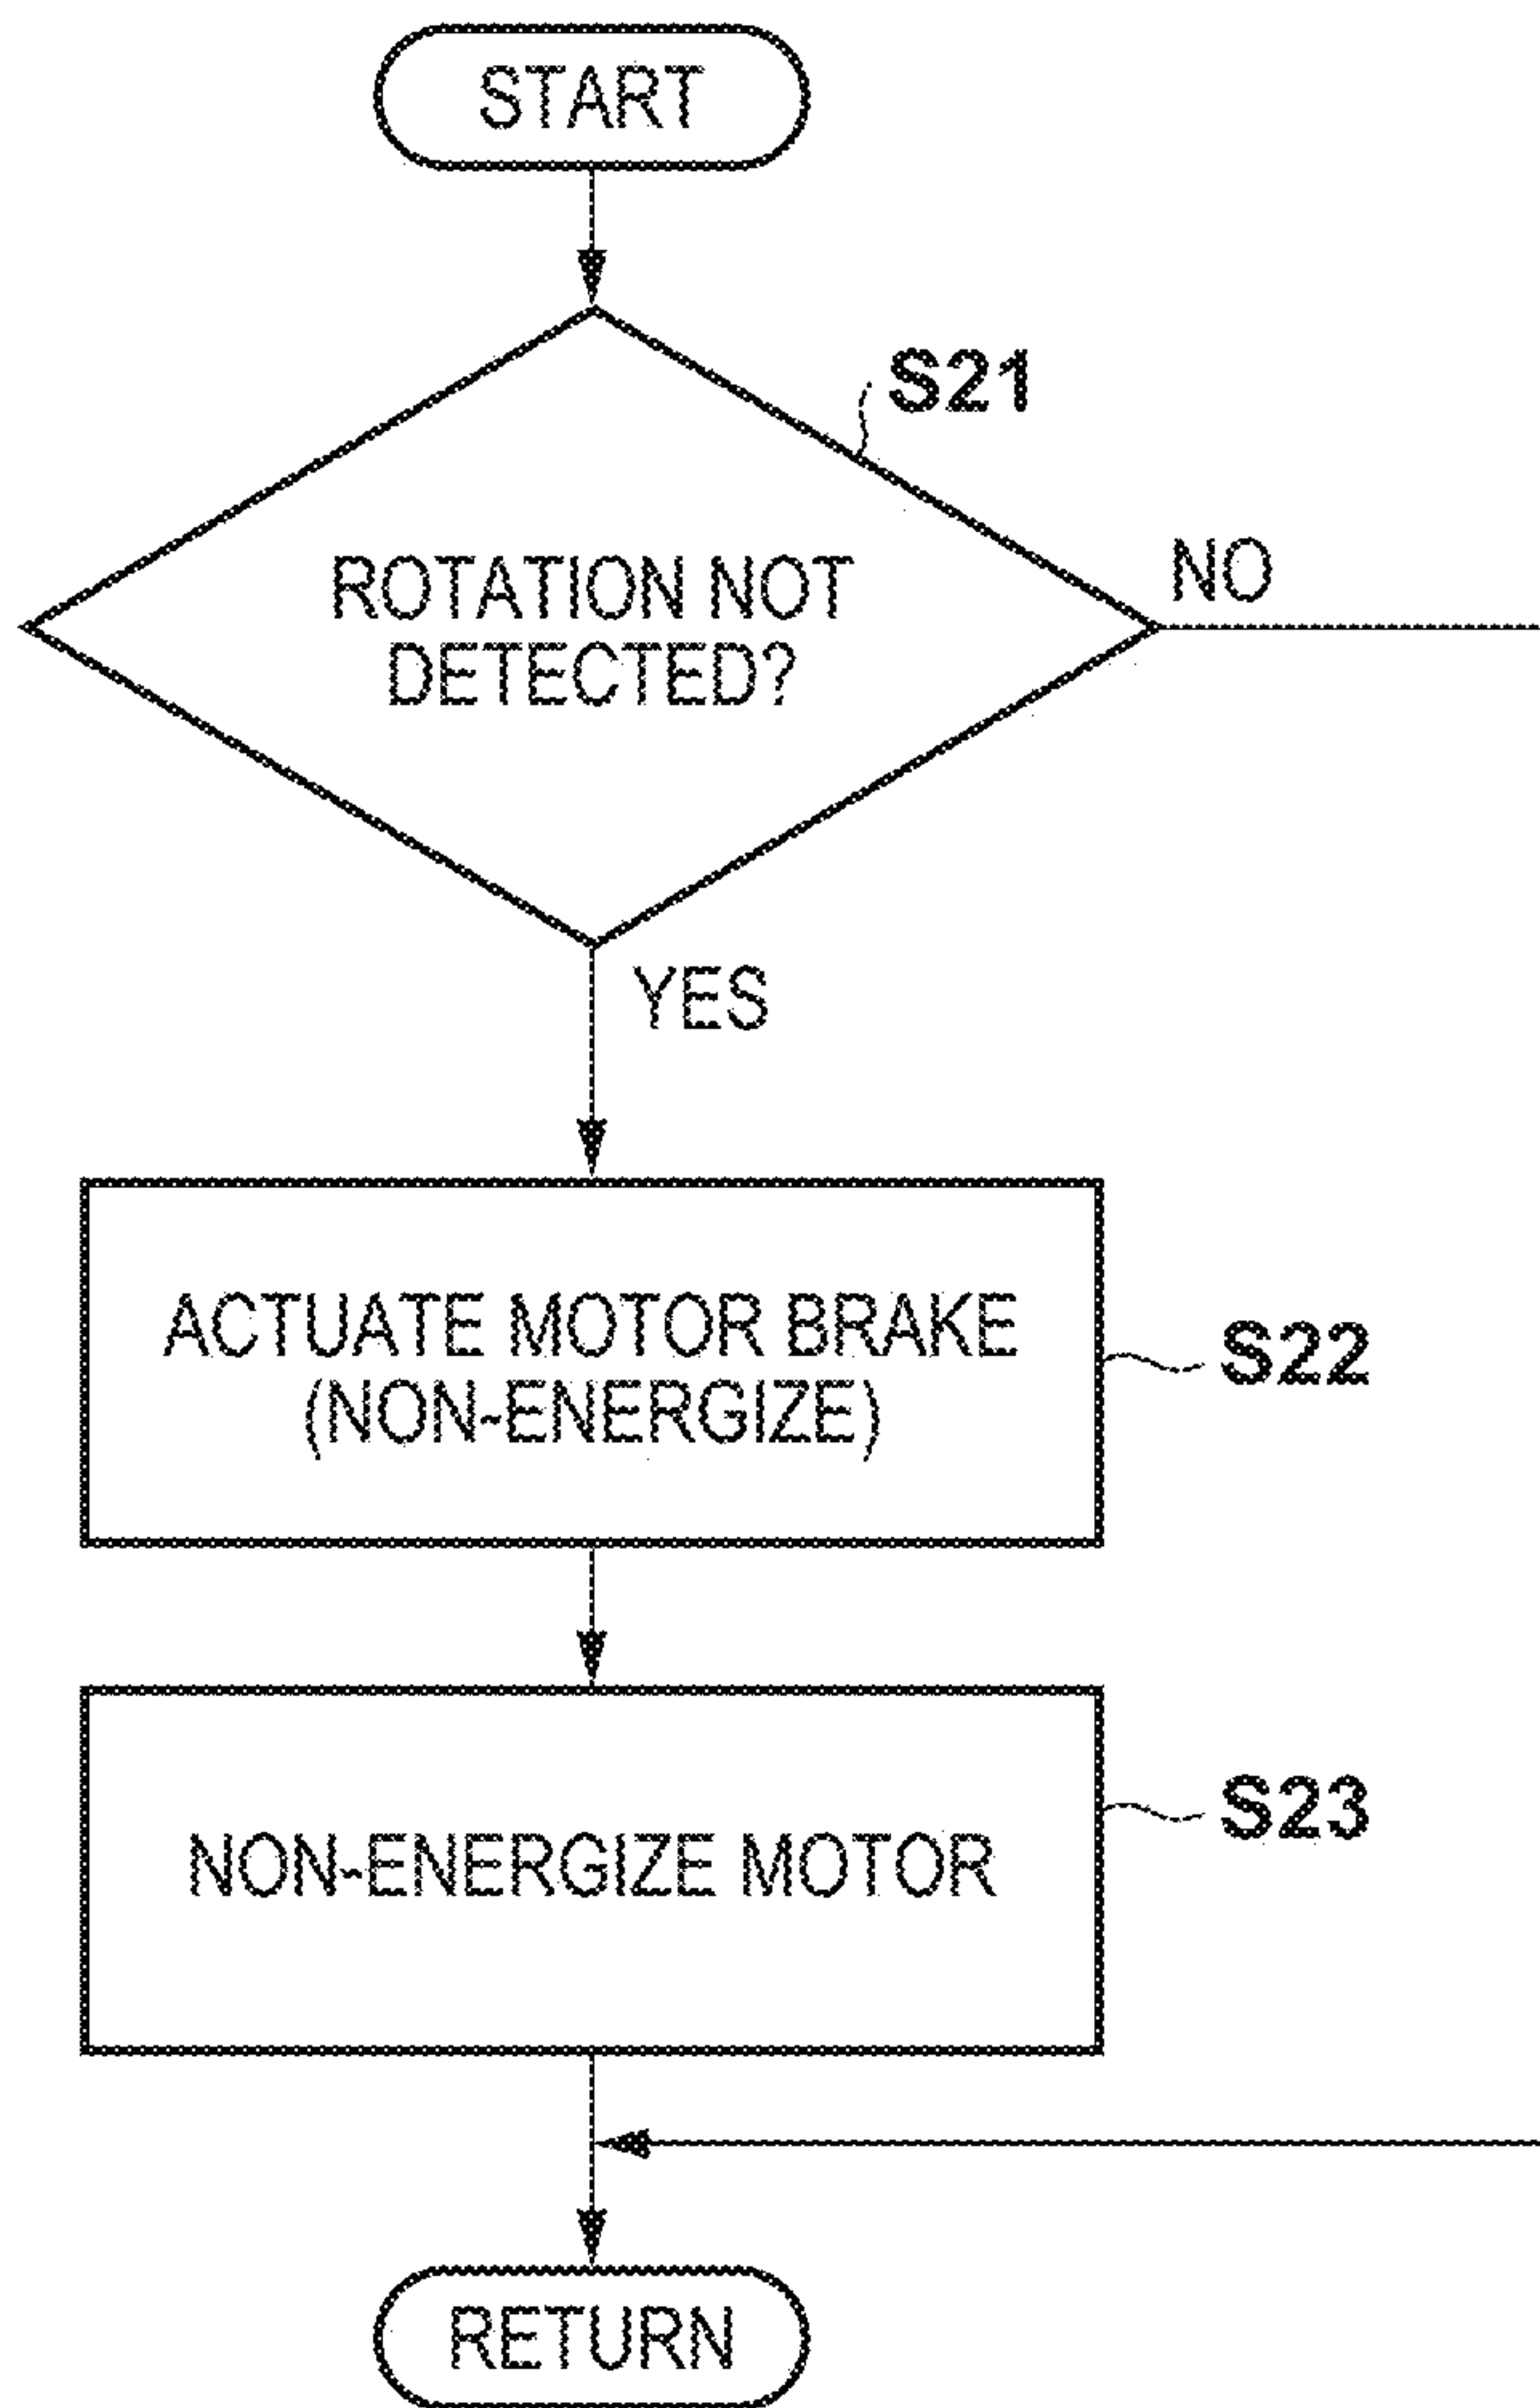 START
S21
ROTATION NOT
DETECTED?
NO
YES
ACTUATE MOTOR BRAKE
(NON-ENERGIZE)
S22
NON-ENERGIZE MOTOR
S23
RETURN